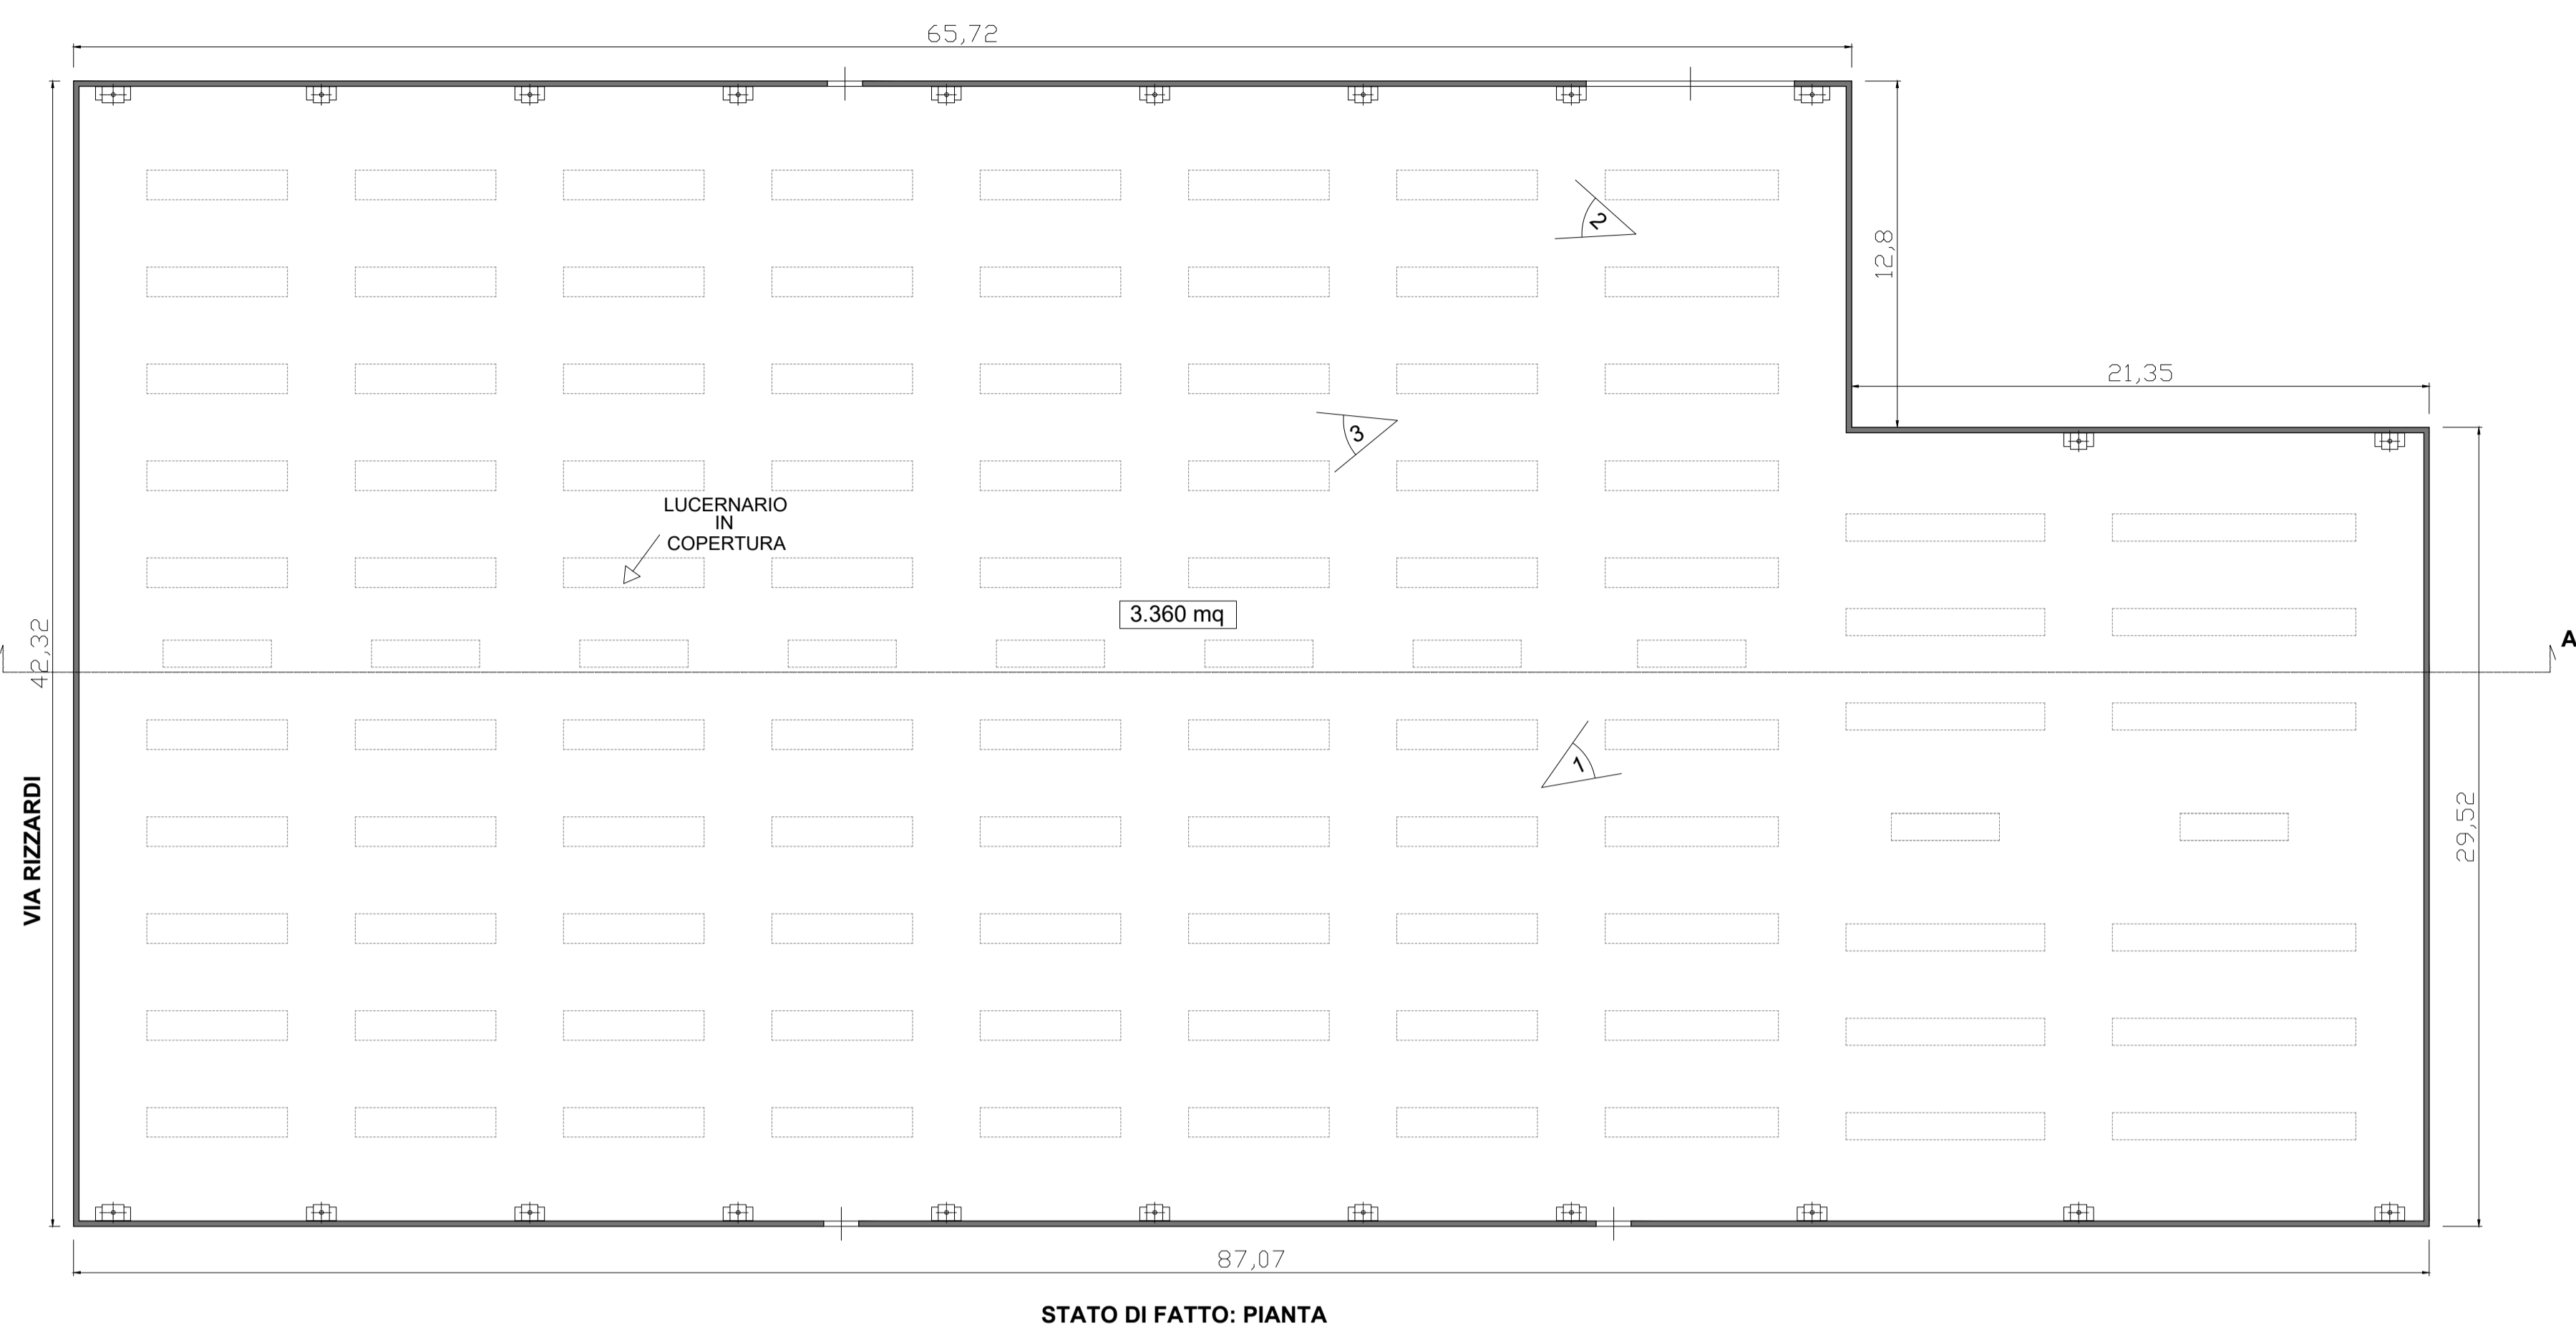 65,72
2
12,8
21,35
3
LUCERNARIO
IN
COPERTURA
3.360 mq
A
42,32
1
VIA RIZZARDI
29,52
87,07
STATO DI FATTO: PIANTA